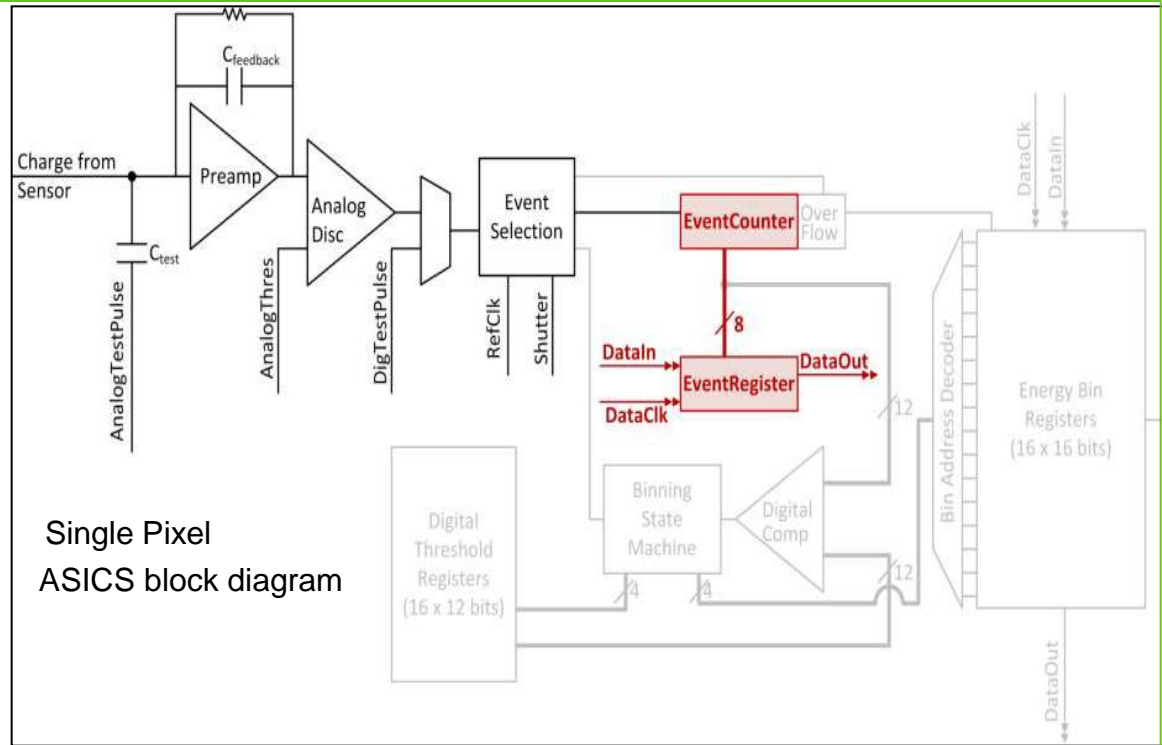 C_feedback
Charge from
Sensor
Preamp
C_test
AnalogTestPulse
Analog
Disc
AnalogThres
DigTestPulse
Event
Selection
RefClk
Shutter
EventCounter
Over
Flow
8
DataIn
DataOut
EventRegister
DataClk
12
DataClk
DataIn
Bin Address Decoder
Energy Bin
Registers
(16 x 16 bits)
DataOut
Digital
Threshold
Registers
(16 x 12 bits)
Binning
State
Machine
Digital
Comp
4
4
12
Single Pixel
ASICS block diagram